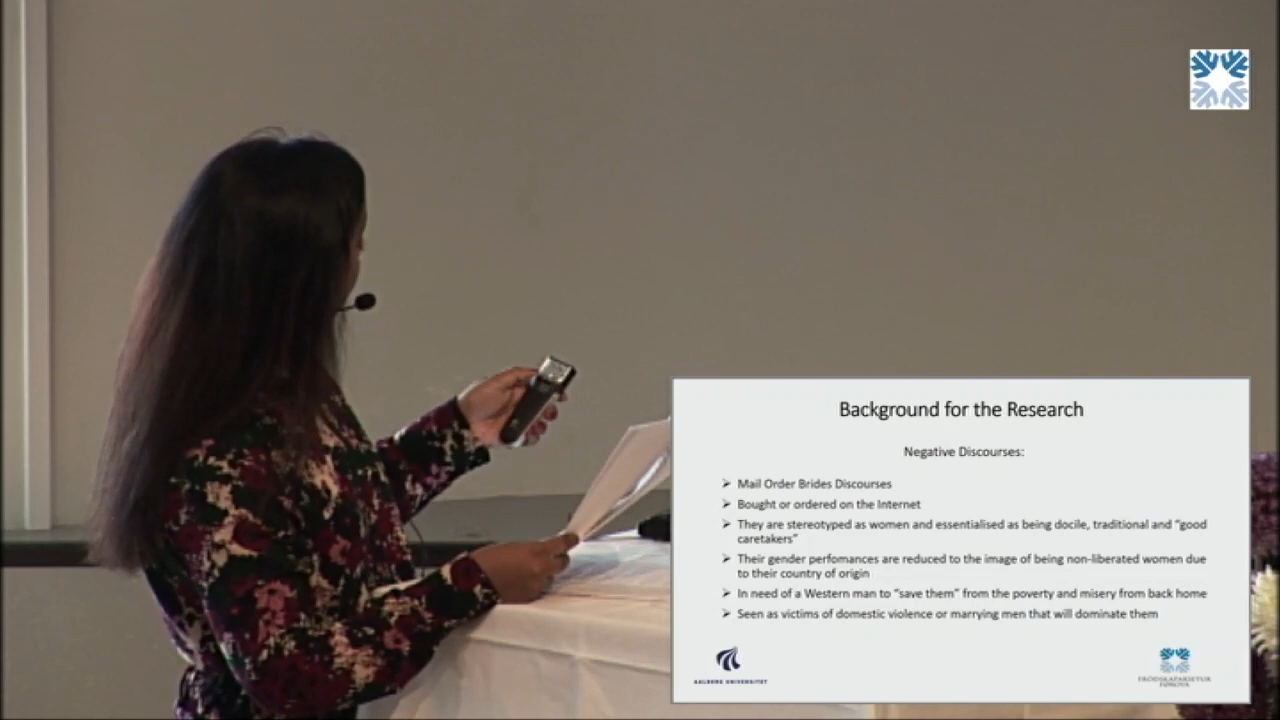 Background for the Research
Negative Discourses:
➢ Mail Order Brides Discourses
➢ Bought or ordered on the Internet
➢ They are stereotyped as women and essentialised as being docile, traditional and “good
caretakers”
➢ Their gender perfomances are reduced to the image of being non-liberated women due
to their country of origin
➢ In need of a Western man to “save them” from the poverty and misery from back home
➢ Seen as victims of domestic violence or marrying men that will dominate them
AALBORG UNIVERSITET
FRÓÐSKAPARSETUR
FØROYA